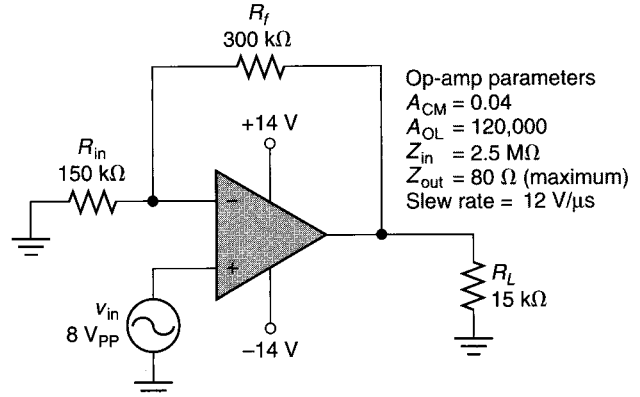 R_f
300 kΩ
R_in
150 kΩ
+14 V
−
+
v_in
8 V_PP
−14 V
R_L
15 kΩ
Op-amp parameters
A_CM = 0.04
A_OL = 120,000
Z_in = 2.5 MΩ
Z_out = 80 Ω (maximum)
Slew rate = 12 V/μs